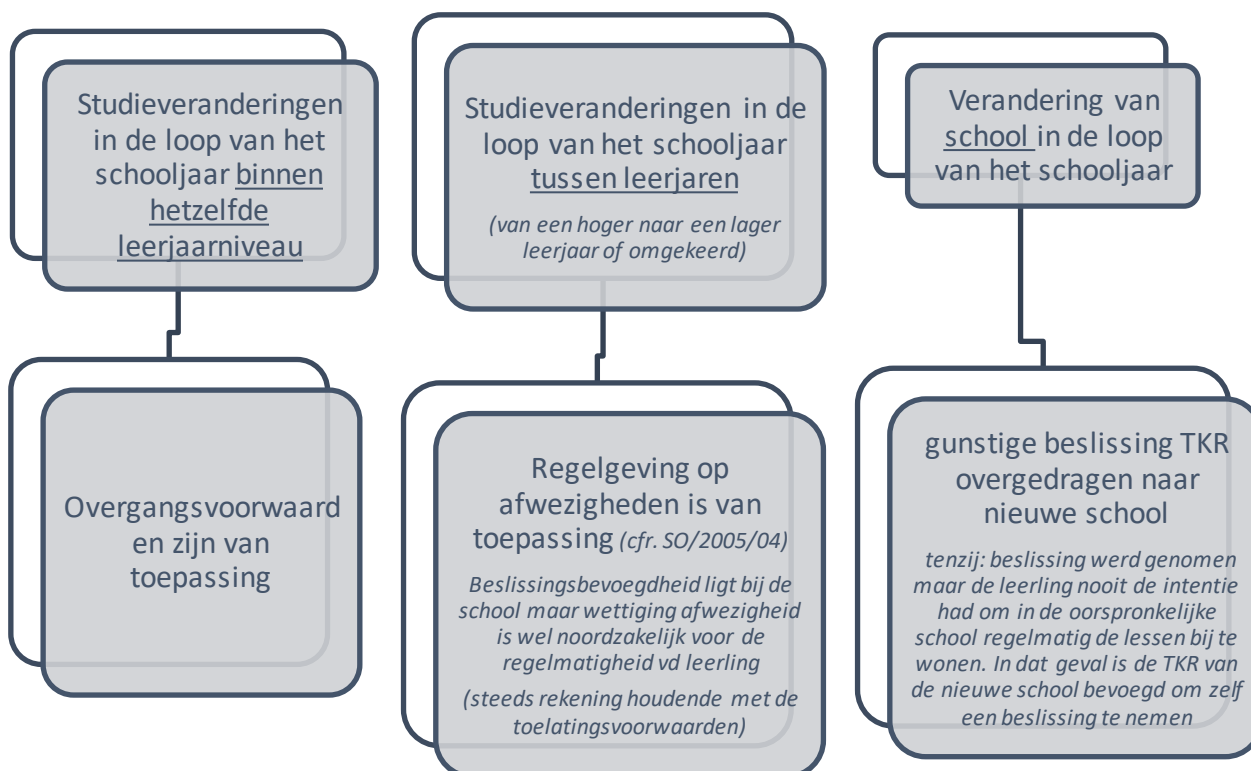 Studieveranderingen
in de loop van het
schooljaar binnen
hetzelfde
leerjaarniveau
Overgangsvoorwaard
en zijn van
toepassing
Studieveranderingen in de
loop van het schooljaar
tussen leerjaren
(van een hoger naar een lager
leerjaar of omgekeerd)
Regelgeving op
afwezigheden is van
toepassing (cfr. SO/2005/04)
Beslissingsbevoegdheid ligt bij de
school maar wettiging afwezigheid
is wel noordzakelijk voor de
regelmatigheid vd leerling
(steeds rekening houdende met de
toelatingsvoorwaarden)
Verandering van
school in de loop
van het schooljaar
gunstige beslissing TKR
overgedragen naar
nieuwe school
tenzij: beslissing werd genomen
maar de leerling nooit de intentie
had om in de oorspronkelijke
school regelmatig de lessen bij te
wonen. In dat geval is de TKR van
de nieuwe school bevoegd om zelf
een beslissing te nemen